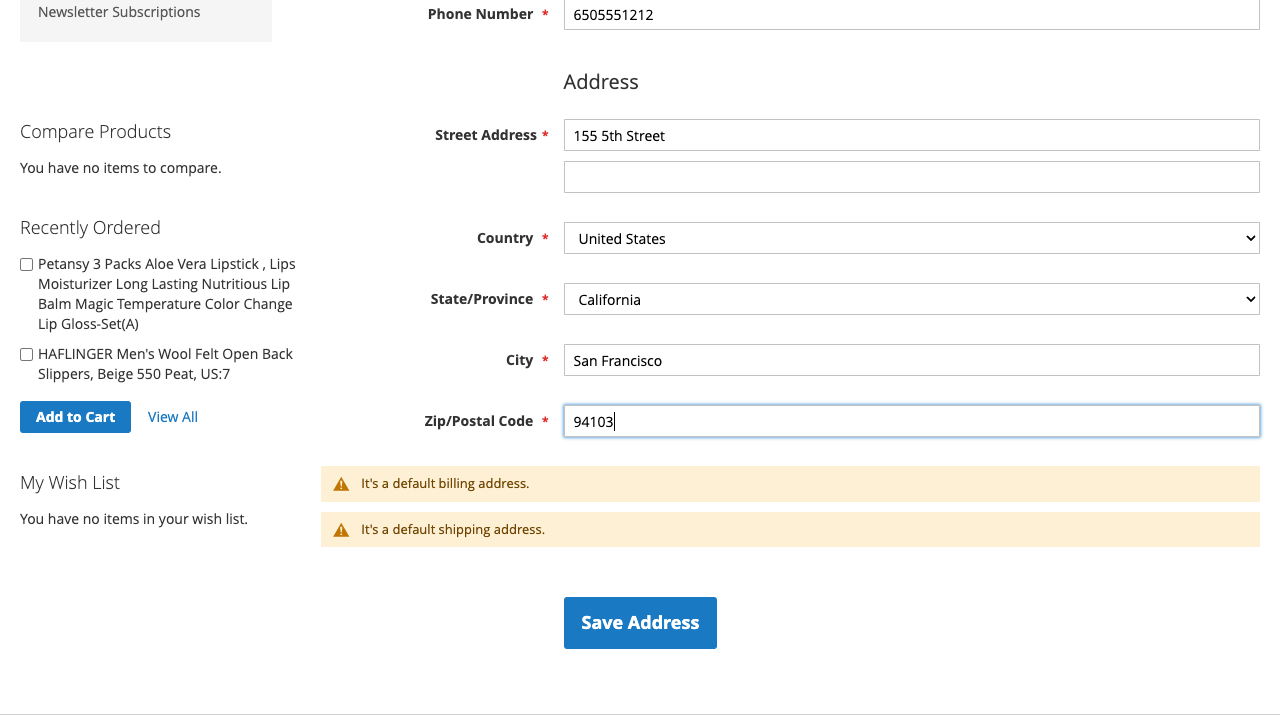 Newsletter Subscriptions
Phone Number *
6505551212
Address
Compare Products
You have no items to compare.
Street Address *
155 5th Street
Recently Ordered
Petansy 3 Packs Aloe Vera Lipstick , Lips
Moisturizer Long Lasting Nutritious Lip
Balm Magic Temperature Color Change
Lip Gloss-Set(A)
HAFLINGER Men's Wool Felt Open Back
Slippers, Beige 550 Peat, US:7
Add to Cart
View All
Country *
United States
State/Province *
California
City *
San Francisco
Zip/Postal Code *
94103
My Wish List
You have no items in your wish list.
It's a default billing address.
It's a default shipping address.
Save Address